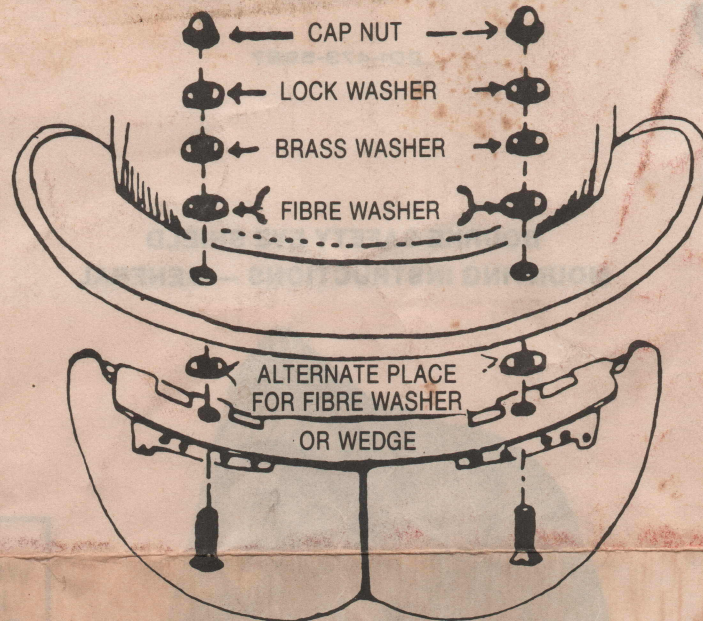 CAP NUT
LOCK WASHER
BRASS WASHER
FIBRE WASHER
ALTERNATE PLACE
FOR FIBRE WASHER
OR WEDGE